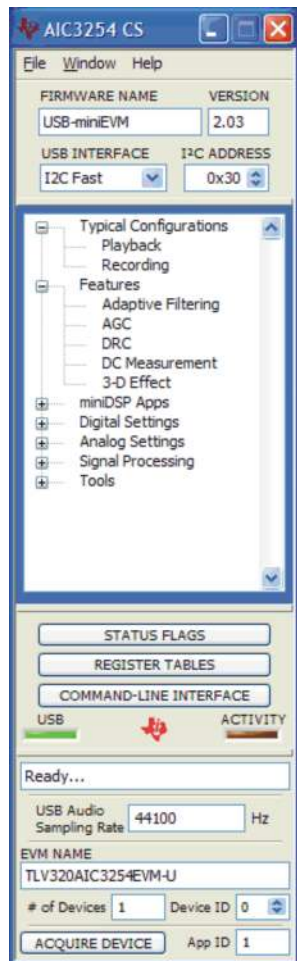 AIC3254 CS
File Window Help
FIRMWARE NAME VERSION
USB-miniEVM 2.03
USB INTERFACE I²C ADDRESS
I2C Fast 0x30
Typical Configurations
Playback
Recording
Features
Adaptive Filtering
AGC
DRC
DC Measurement
3-D Effect
miniDSP Apps
Digital Settings
Analog Settings
Signal Processing
Tools
STATUS FLAGS
REGISTER TABLES
COMMAND-LINE INTERFACE
USB ACTIVITY
Ready...
USB Audio
Sampling Rate 44100 Hz
EVM NAME
TLV320AIC3254EVM-U
# of Devices 1 Device ID 0
ACQUIRE DEVICE App ID 1